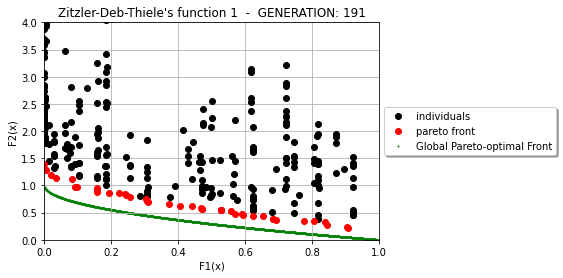 Zitzler-Deb-Thiele's function 1 - GENERATION: 191
4.0
3.5
3.0
2.5
2.0
1.5
1.0
0.5
0.0
F2(x)
0.0 0.2 0.4 0.6 0.8 1.0
F1(x)
individuals
pareto front
Global Pareto-optimal Front